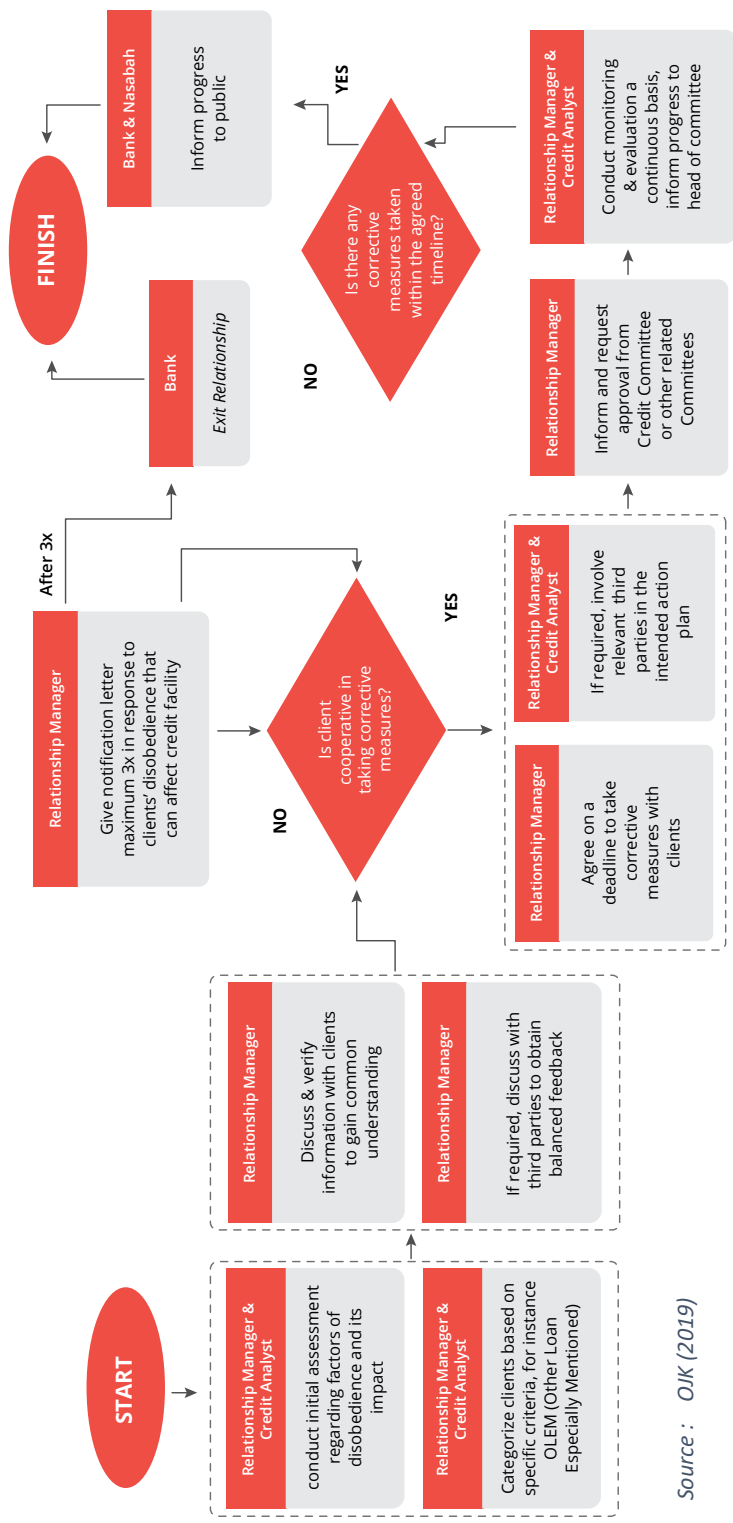 START
Relationship Manager &
Credit Analyst
conduct initial assessment
regarding factors of
disobedience and its
impact
Relationship Manager &
Credit Analyst
Categorize clients based on
specific criteria, for instance
OLEM (Other Loan
Especially Mentioned)
Relationship Manager
Discuss & verify
information with clients
to gain common
understanding
Relationship Manager
If required, discuss with
third parties to obtain
balanced feedback
Relationship Manager
Give notification letter
maximum 3x in response to
clients’ disobedience that
can affect credit facility
After 3x
NO
Is client
cooperative in
taking corrective
measures?
YES
Relationship Manager
Agree on a
deadline to take
corrective
measures with
clients
Relationship Manager &
Credit Analyst
If required, involve
relevant third
parties in the
intended action
plan
Relationship Manager
Inform and request
approval from
Credit Committee
or other related
Committees
Relationship Manager &
Credit Analyst
Conduct monitoring
& evaluation a
continuous basis,
inform progress to
head of committee
Is there any
corrective
measures taken
within the agreed
timeline?
NO
YES
Bank
Exit Relationship
Bank & Nasabah
Inform progress
to public
FINISH
Source : OJK (2019)